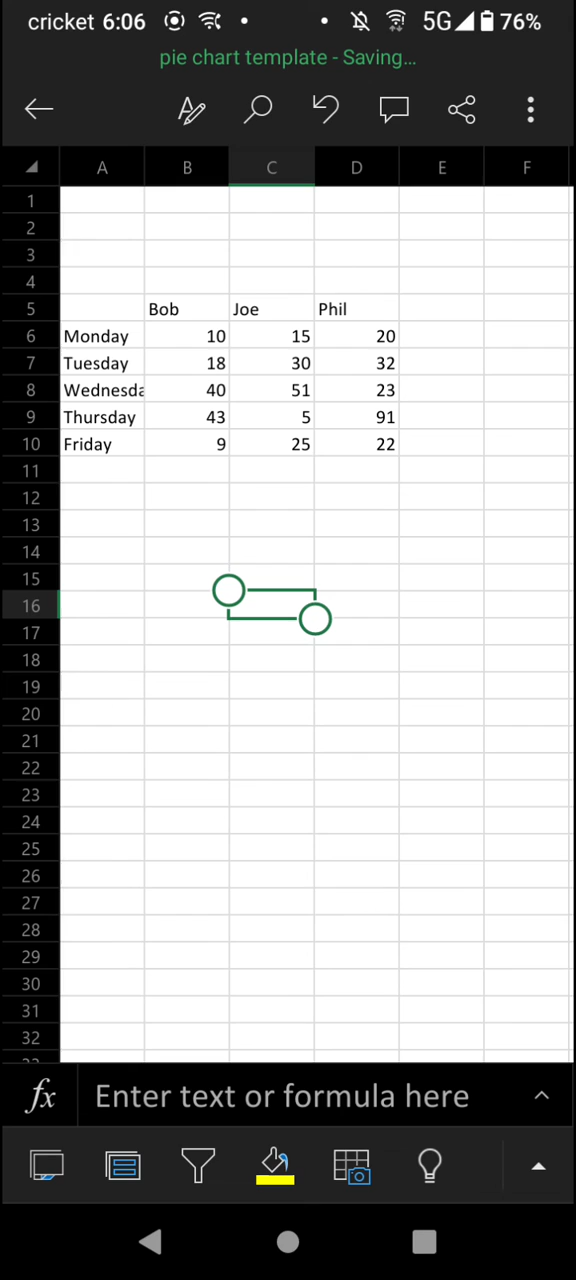 cricket 6:06 5G 76%
pie chart template - Saving...
A B C D E F
1
2
3
4
5 Bob Joe Phil
6 Monday 10 15 20
7 Tuesday 18 30 32
8 Wednesda 40 51 23
9 Thursday 43 5 91
10 Friday 9 25 22
11
12
13
14
15
16
17
18
19
20
21
22
23
24
25
26
27
28
29
30
31
32
fx Enter text or formula here